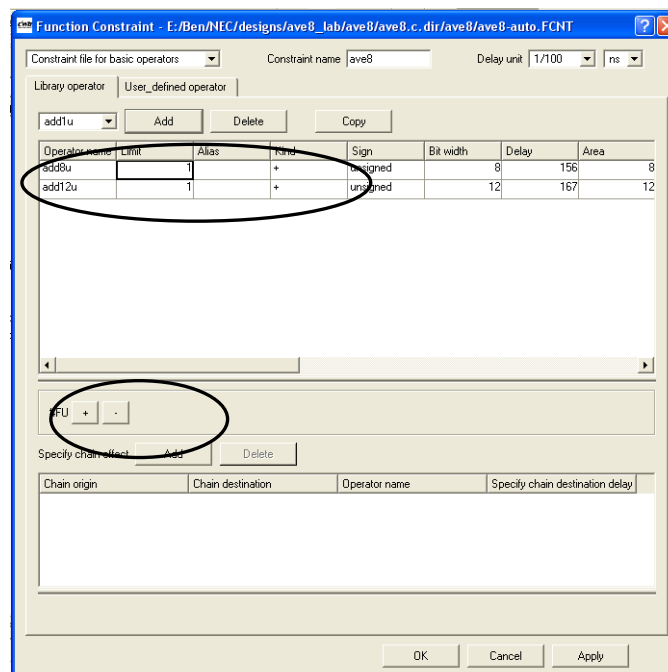 CWB Function Constraint - E:/Ben/NEC/designs/ave8_lab/ave8/ave8.c.dir/ave8/ave8-auto.FCNT
Constraint file for basic operators Constraint name ave8 Delay unit 1/100 ns
Library operator User_defined operator
add1u Add Delete Copy
Operator name Limit Alias Kind Sign Bit width Delay Area
add8u 1 + unsigned 8 156 8
add12u 1 + unsigned 12 167 12
#FU + -
Specify chain effect Add Delete
Chain origin Chain destination Operator name Specify chain destination delay
OK Cancel Apply